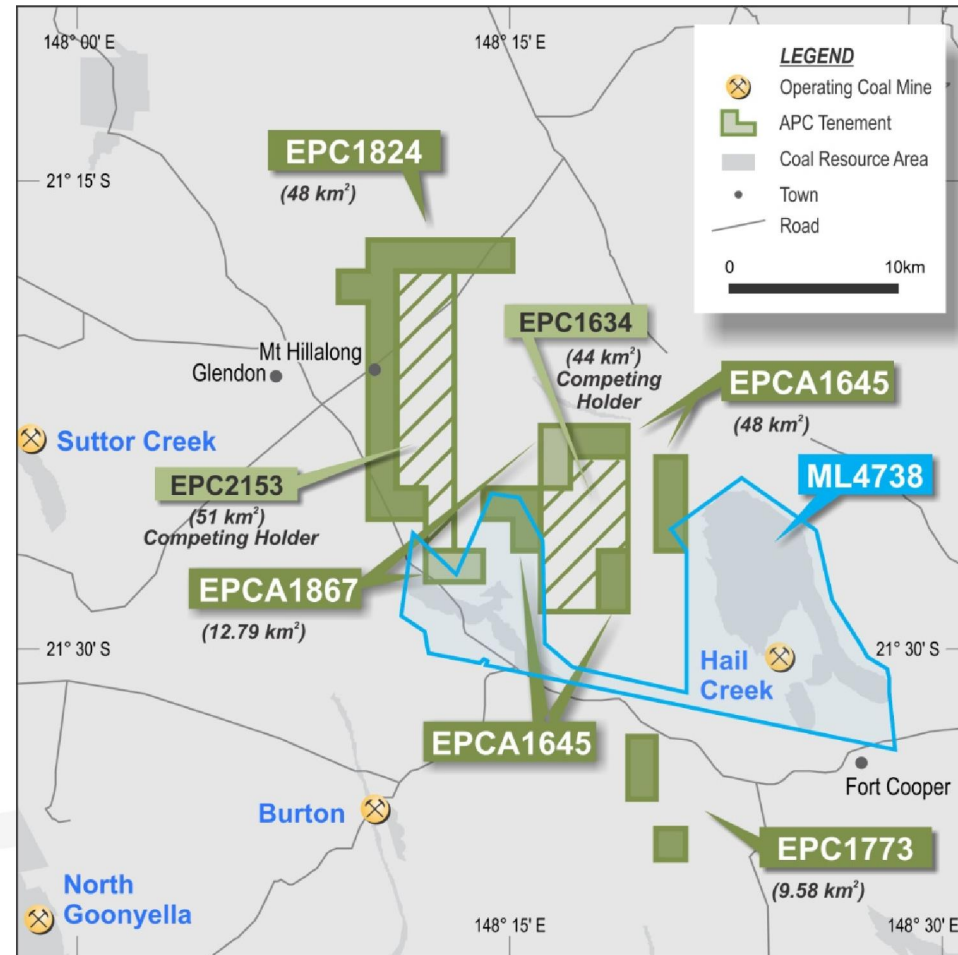 148° 00' E
148° 15' E
LEGEND
Operating Coal Mine
APC Tenement
Coal Resource Area
Town
Road
0 10km
EPC1824
(48 km²)
21° 15' S
EPC1634
(44 km²)
Competing
Holder
Mt Hillalong
Glendon
EPCA1645
(48 km²)
Suttor Creek
ML4738
EPC2153
(51 km²)
Competing Holder
EPCA1867
(12.79 km²)
21° 30' S
21° 30' S
Hail
Creek
EPCA1645
Fort Cooper
Burton
EPC1773
(9.58 km²)
North
Goonyella
148° 15' E
148° 30' E